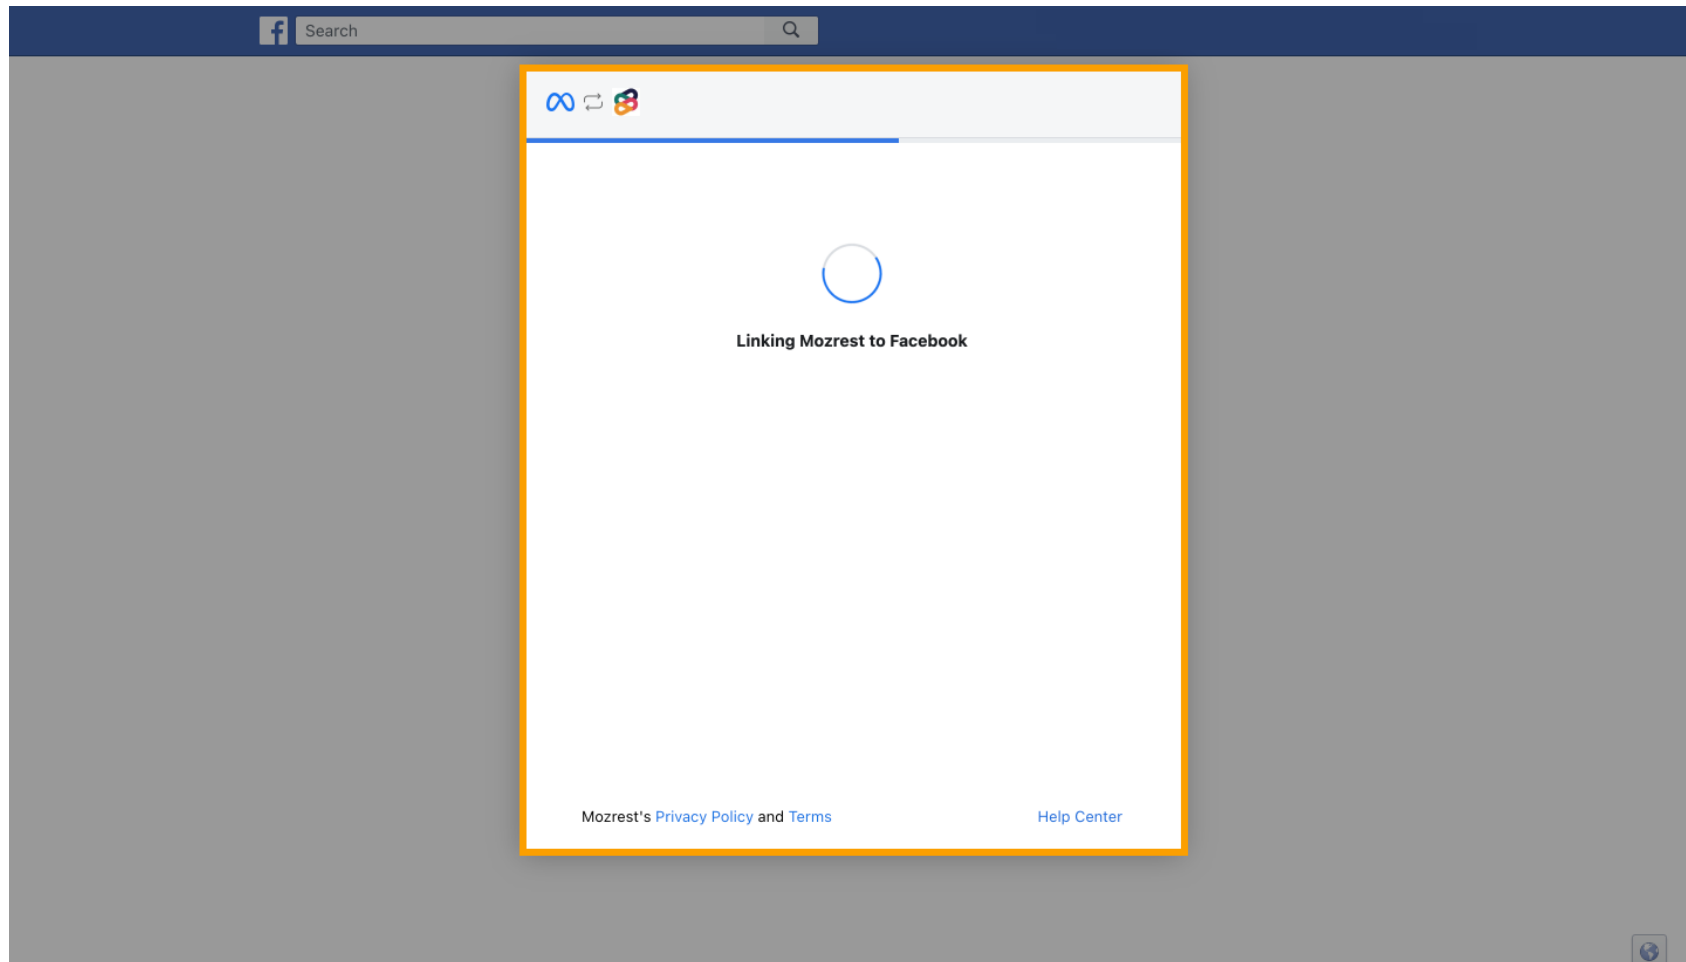 Search
Linking Mozrest to Facebook
Mozrest's Privacy Policy and Terms
Help Center